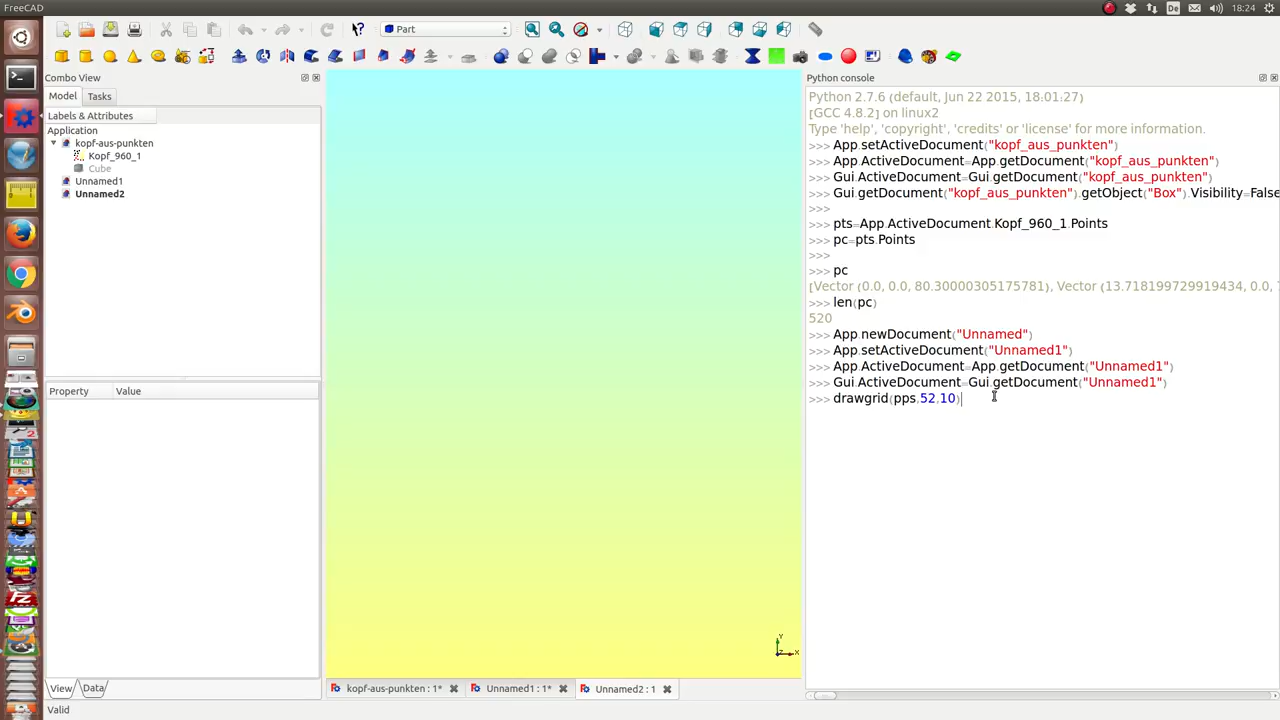 FreeCAD
De
18:24
Part
Combo View
Python console
Model
Tasks
Labels & Attributes
Application
kopf-aus-punkten
Kopf_960_1
Cube
Unnamed1
Unnamed2
Property
Value
View
Data
Valid
Python 2.7.6 (default, Jun 22 2015, 18:01:27)
[GCC 4.8.2] on linux2
Type 'help', 'copyright', 'credits' or 'license' for more information.
>>> App.setActiveDocument("kopf_aus_punkten")
>>> App.ActiveDocument=App.getDocument("kopf_aus_punkten")
>>> Gui.ActiveDocument=Gui.getDocument("kopf_aus_punkten")
>>> Gui.getDocument("kopf_aus_punkten").getObject("Box").Visibility=False
>>>
>>> pts=App.ActiveDocument.Kopf_960_1.Points
>>> pc=pts.Points
>>>
>>> pc
[Vector (0.0, 0.0, 80.30000305175781), Vector (13.718199729919434, 0.0, 7
>>> len(pc)
520
>>> App.newDocument("Unnamed")
>>> App.setActiveDocument("Unnamed1")
>>> App.ActiveDocument=App.getDocument("Unnamed1")
>>> Gui.ActiveDocument=Gui.getDocument("Unnamed1")
>>> drawgrid(pps,52,10)
Y
Z
X
kopf-aus-punkten : 1*
Unnamed1 : 1*
Unnamed2 : 1